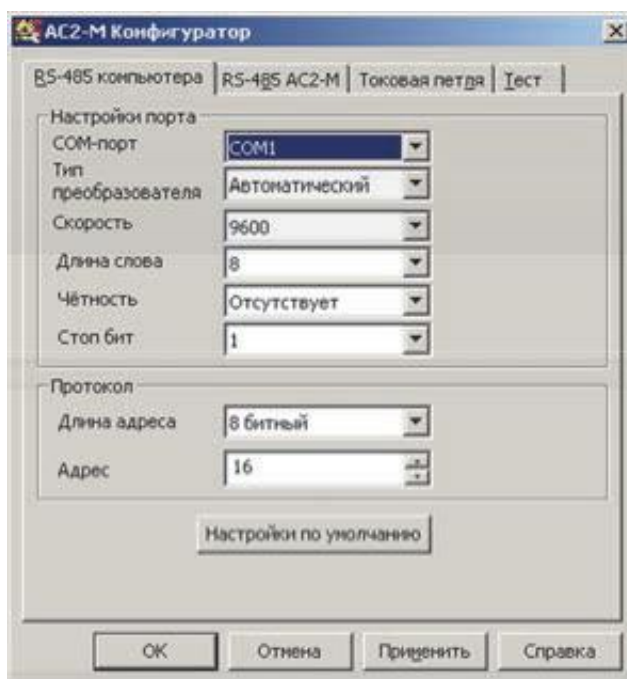 АС2-М Конфигуратор
RS-485 компьютера
RS-485 АС2-М
Токовая петля
Тест
Настройки порта
COM-порт
COM1
Тип
преобразователя
Автоматический
Скорость
9600
Длина слова
8
Чётность
Отсутствует
Стоп бит
1
Протокол
Длина адреса
8 битный
Адрес
16
Настройки по умолчанию
OK
Отмена
Применить
Справка